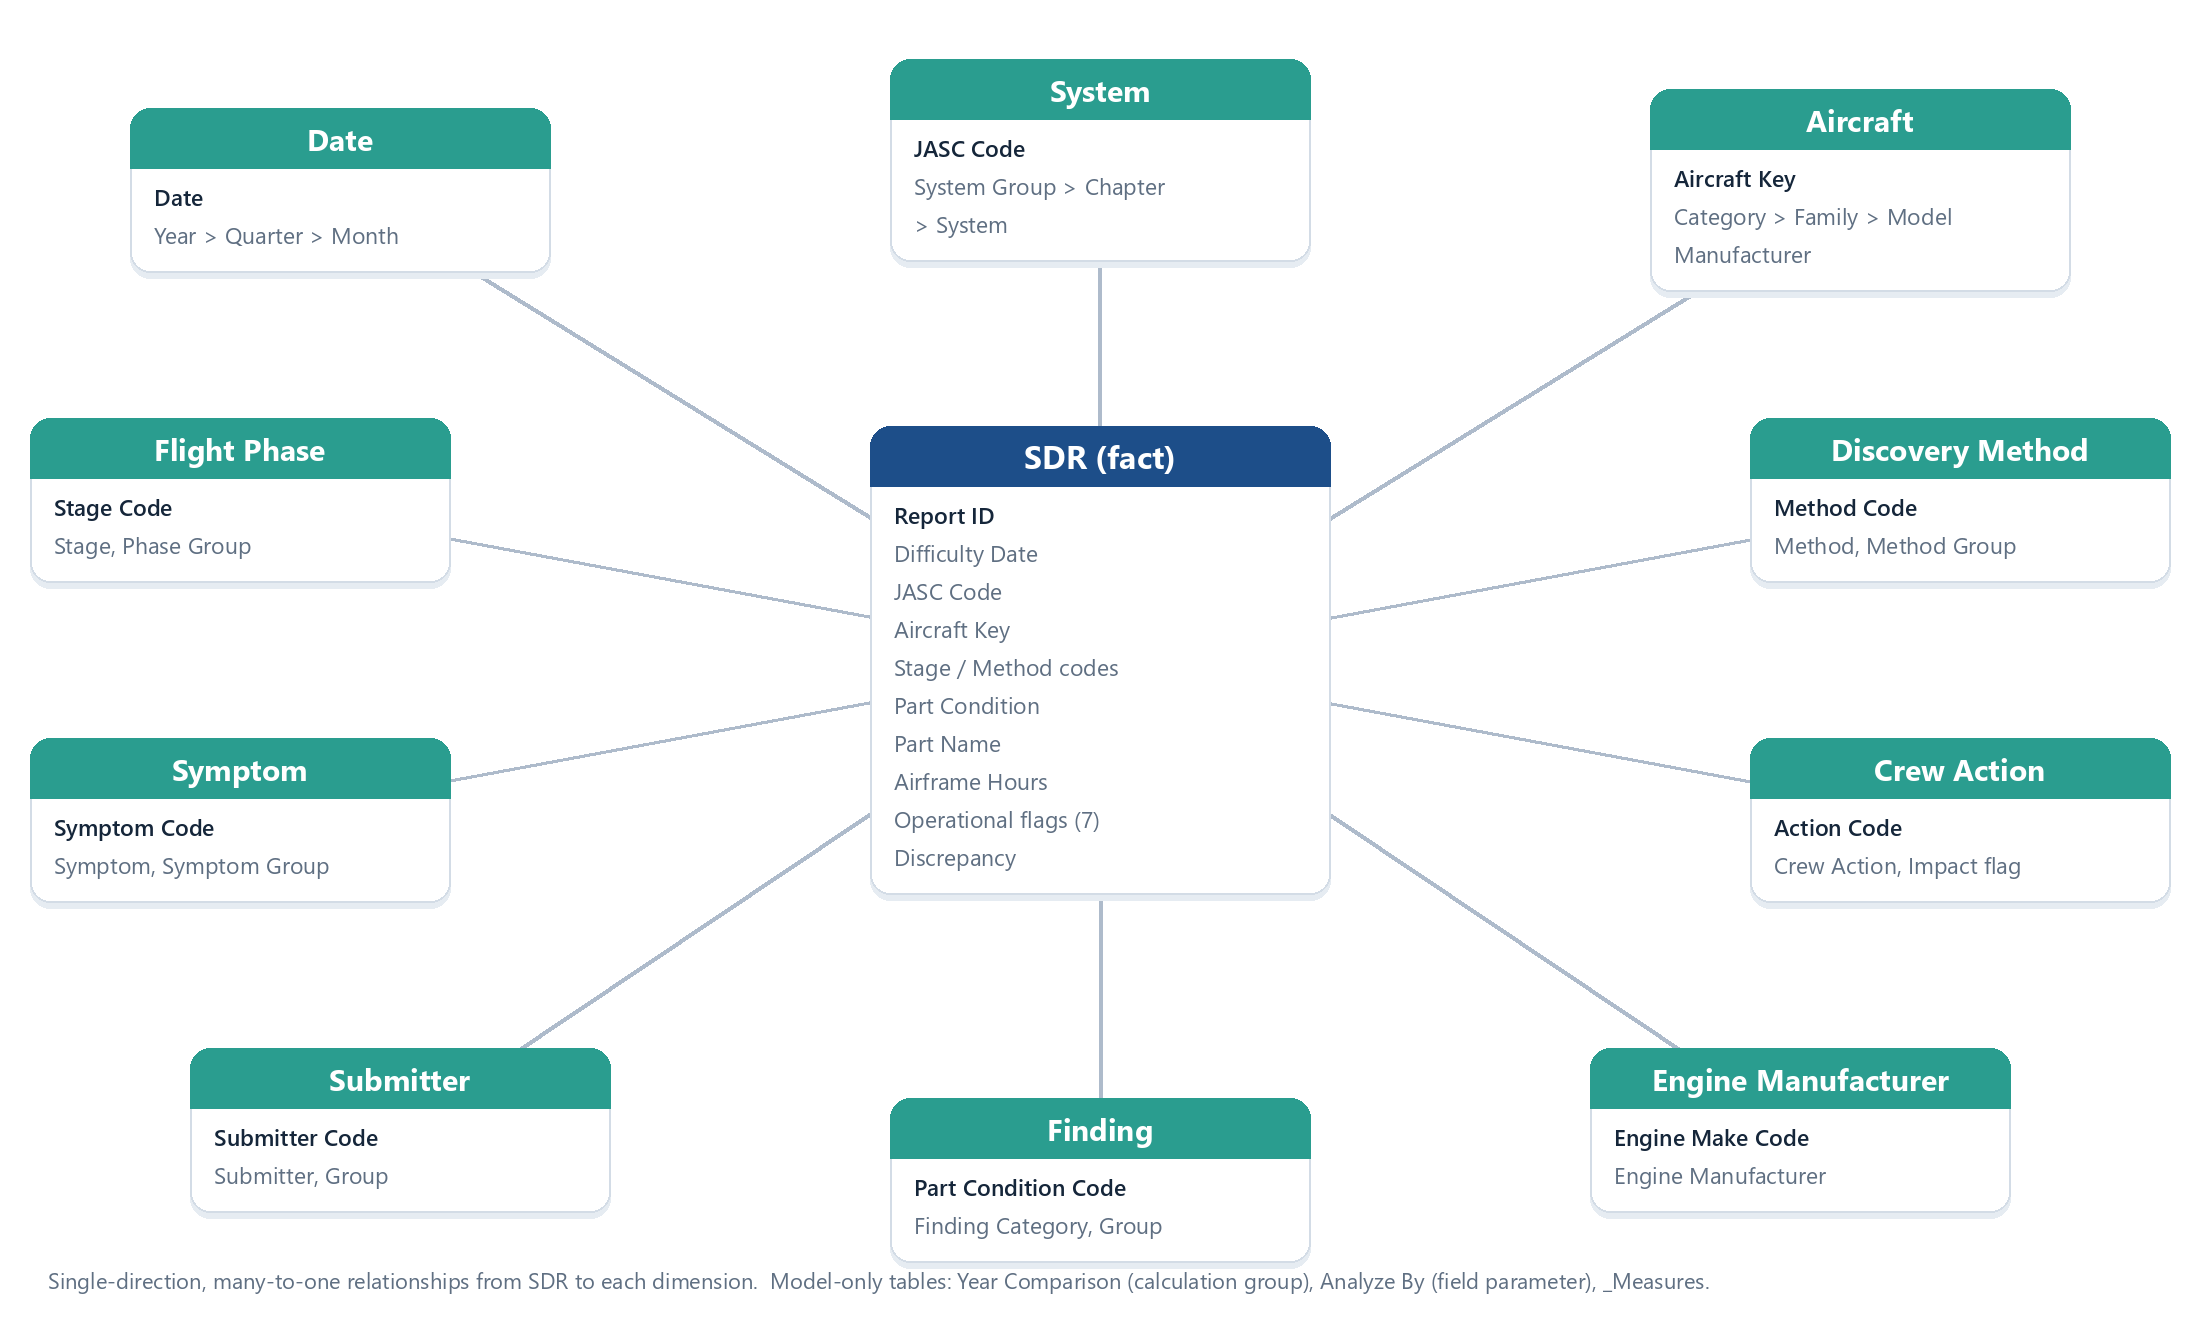 System
JASC Code
System Group > Chapter
> System
Date
Date
Year > Quarter > Month
Aircraft
Aircraft Key
Category > Family > Model
Manufacturer
Flight Phase
Stage Code
Stage, Phase Group
SDR (fact)
Report ID
Difficulty Date
JASC Code
Aircraft Key
Stage / Method codes
Part Condition
Part Name
Airframe Hours
Operational flags (7)
Discrepancy
Discovery Method
Method Code
Method, Method Group
Symptom
Symptom Code
Symptom, Symptom Group
Crew Action
Action Code
Crew Action, Impact flag
Submitter
Submitter Code
Submitter, Group
Finding
Part Condition Code
Finding Category, Group
Engine Manufacturer
Engine Make Code
Engine Manufacturer
Single-direction, many-to-one relationships from SDR to each dimension.  Model-only tables: Year Comparison (calculation group), Analyze By (field parameter), _Measures.